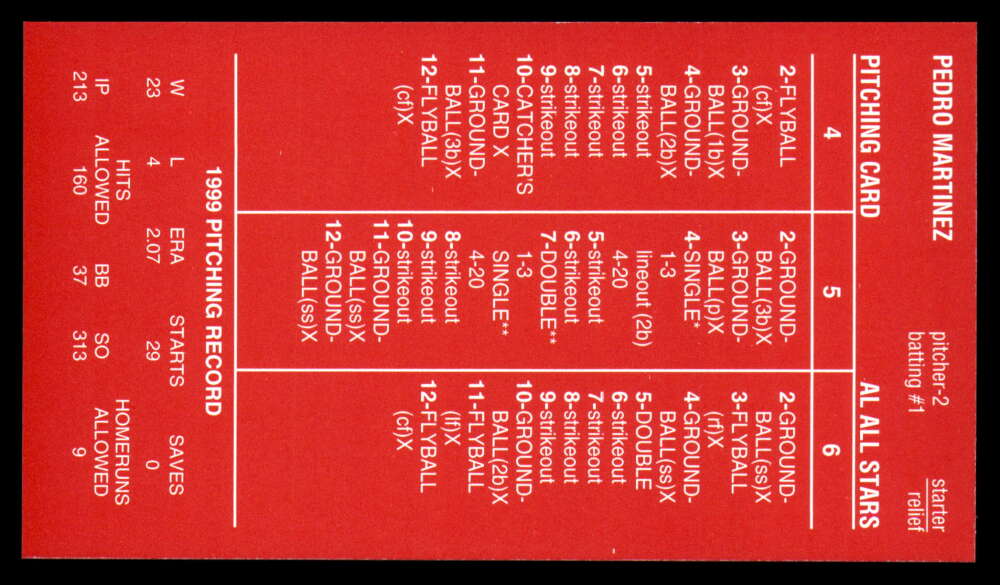 PEDRO MARTINEZ
pitcher-2
batting #1
starter
relief
PITCHING CARD
AL ALL STARS
4
5
6
2-FLYBALL
(cf)X
3-GROUND-
BALL(1b)X
4-GROUND-
BALL(2b)X
5-strikeout
6-strikeout
7-strikeout
8-strikeout
9-strikeout
10-CATCHER'S
CARD X
11-GROUND-
BALL(3b)X
12-FLYBALL
(cf)X
2-GROUND-
BALL(3b)X
3-GROUND-
BALL(p)X
4-SINGLE*
1-3
lineout (2b)
4-20
5-strikeout
6-strikeout
7-DOUBLE**
1-3
SINGLE**
4-20
8-strikeout
9-strikeout
10-strikeout
11-GROUND-
BALL(ss)X
12-GROUND-
BALL(ss)X
2-GROUND-
BALL(ss)X
3-FLYBALL
(rf)X
4-GROUND-
BALL(ss)X
5-DOUBLE
6-strikeout
7-strikeout
8-strikeout
9-strikeout
10-GROUND-
BALL(2b)X
11-FLYBALL
(lf)X
12-FLYBALL
(cf)X
1999 PITCHING RECORD
W L ERA STARTS SAVES
23 4 2.07 29 0
HITS HOMERUNS
IP ALLOWED BB SO ALLOWED
213 160 37 313 9